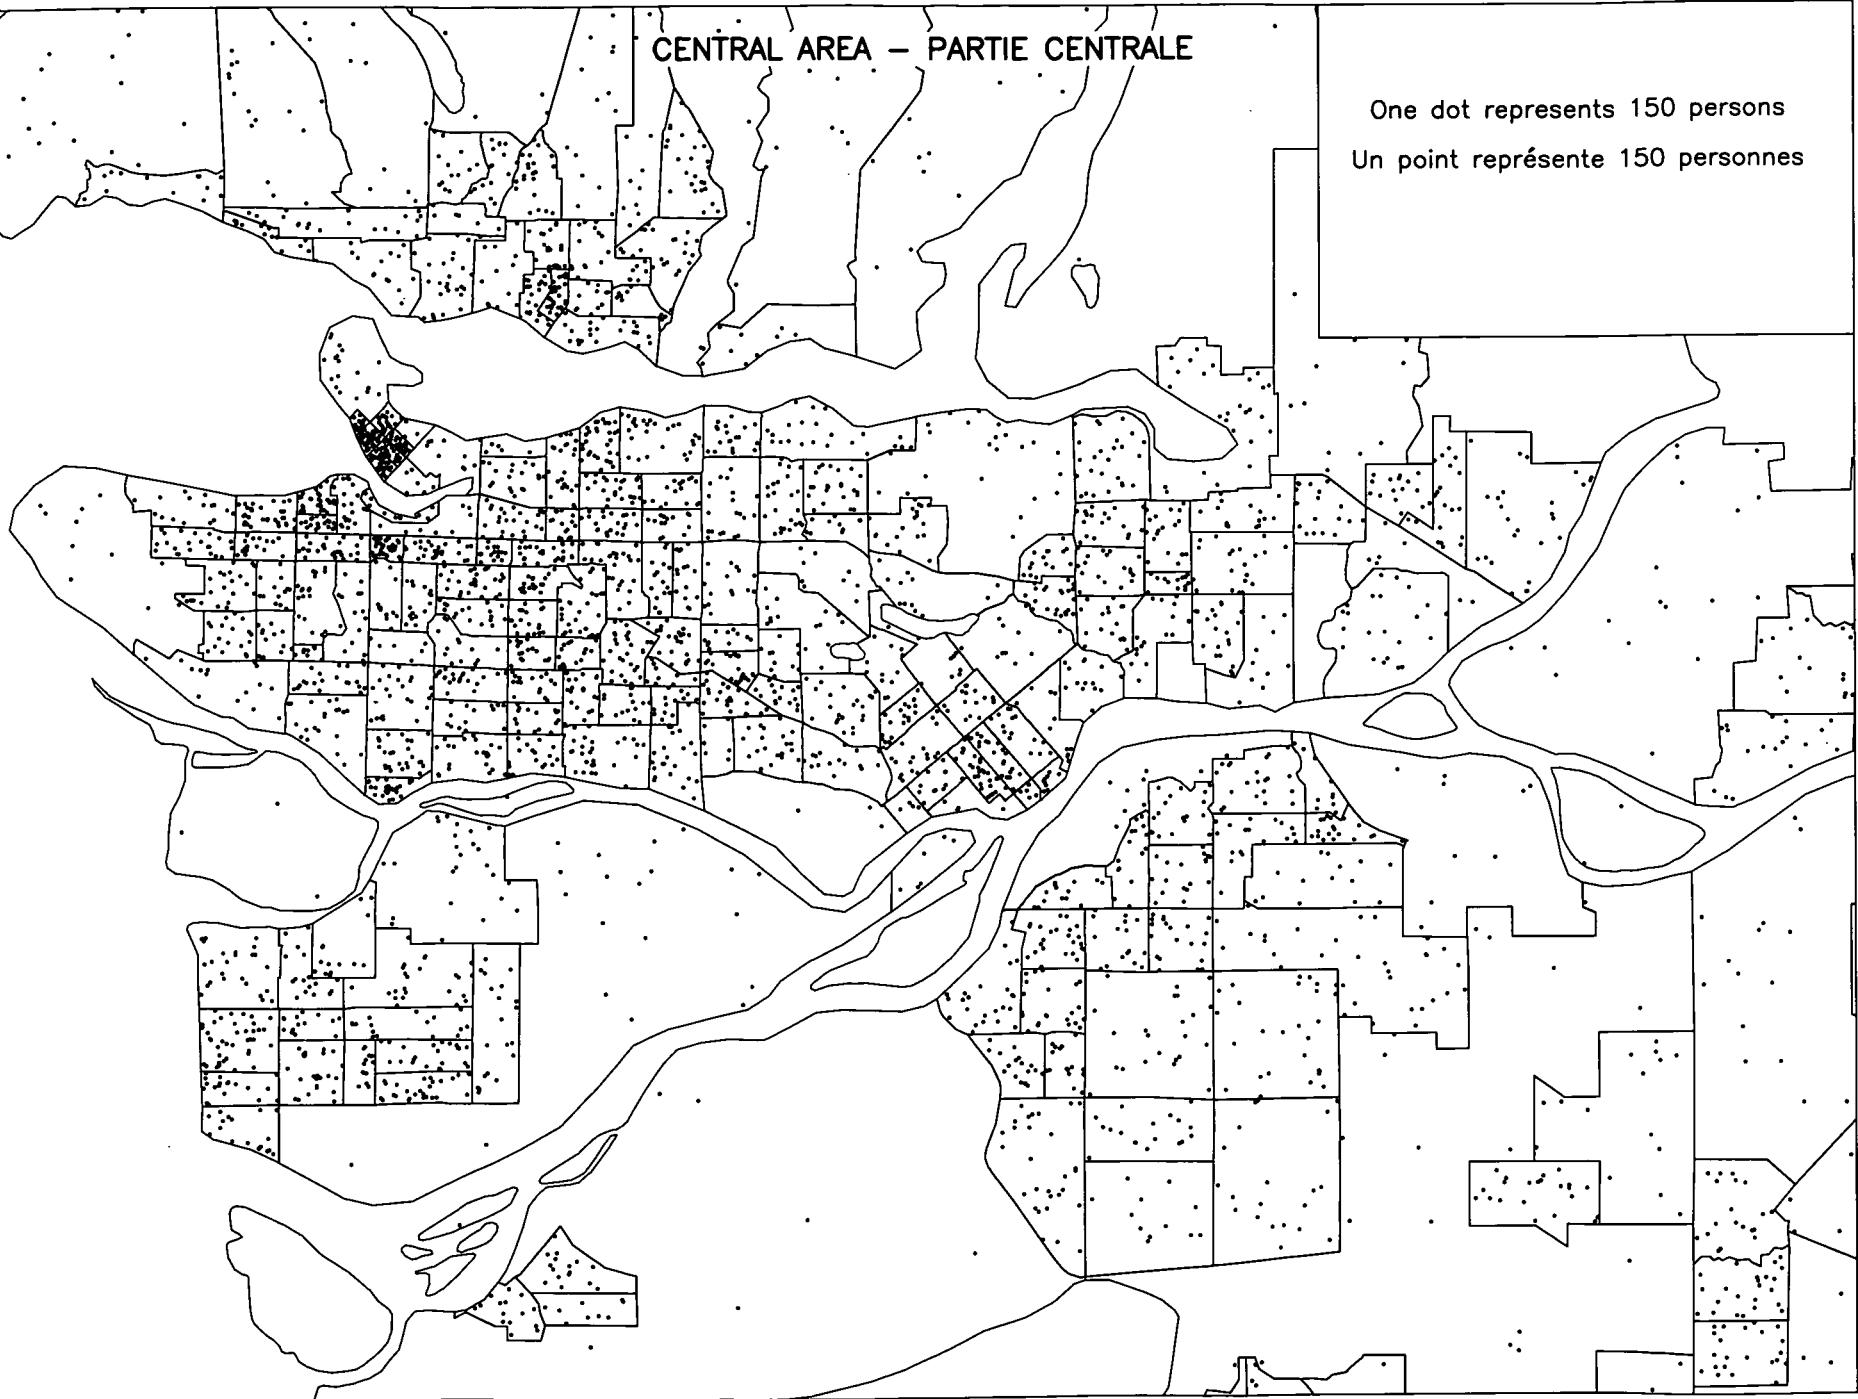 CENTRAL AREA – PARTIE CENTRALE
One dot represents 150 persons
Un point représente 150 personnes